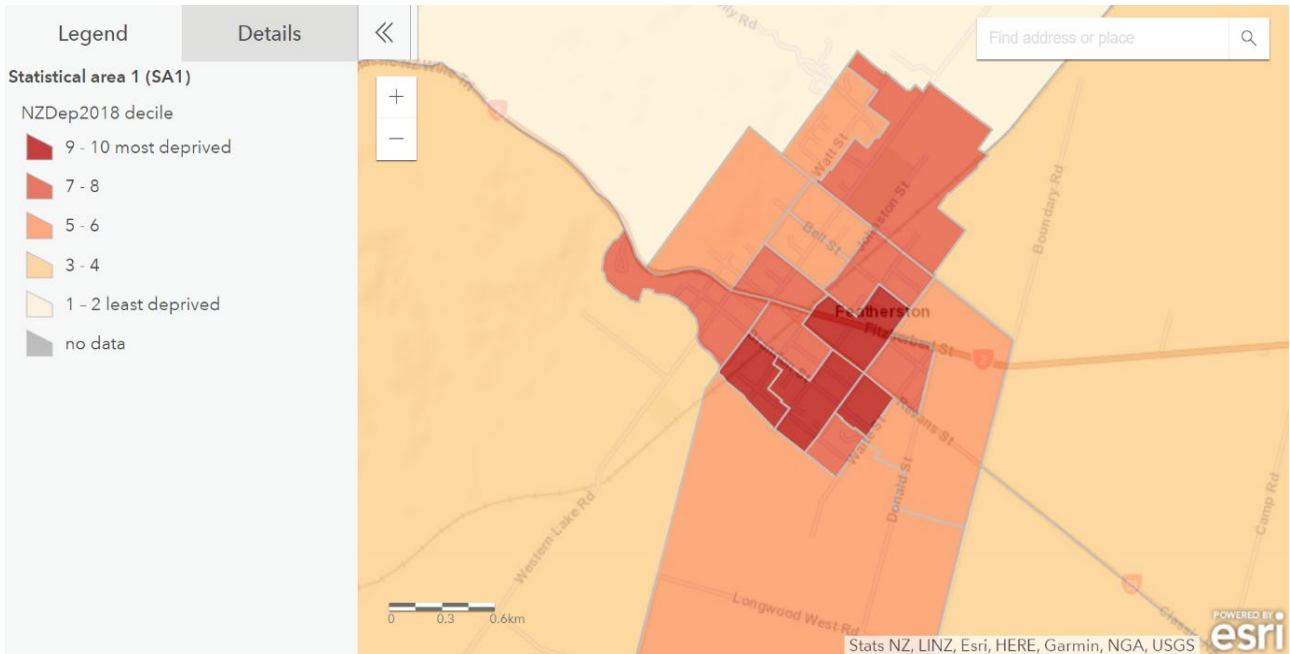 Legend
Details
Statistical area 1 (SA1)
NZDep2018 decile
9 - 10 most deprived
7 - 8
5 - 6
3 - 4
1 - 2 least deprived
no data
Find address or place
+
−
Watt St
Bell St
Johnston St
Boundary Rd
Featherston
Fitzherbert St
2
Revans St
Donald St
Western Lake Rd
Camp Rd
Longwood West Rd
0 0.3 0.6km
Stats NZ, LINZ, Esri, HERE, Garmin, NGA, USGS
POWERED BY
esri